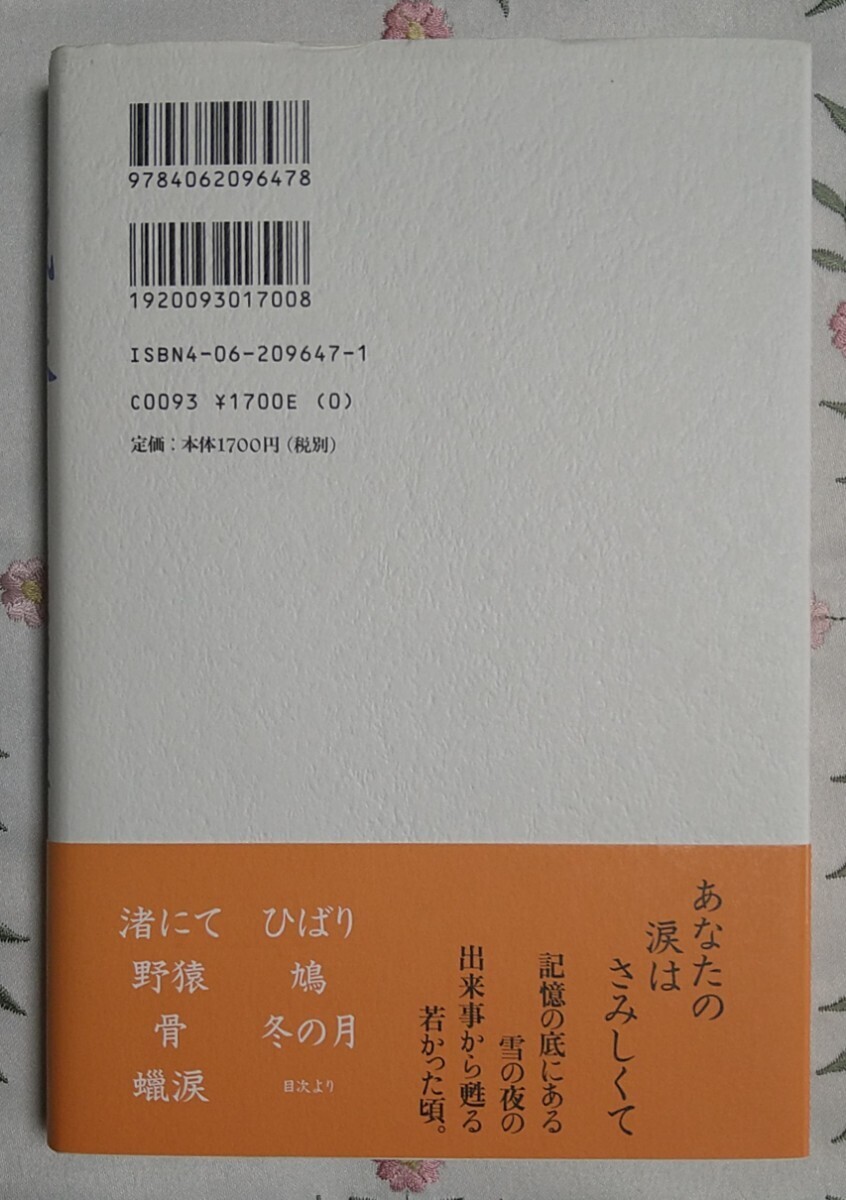 9784062096478
1920093017008
ISBN4-06-209647-1
C0093 ¥1700E (0)
定価：本体1700円（税別）
あなたの
涙は
さみしくて
記憶の底にある
雪の夜の
出来事から甦る
若かった頃。
ひばり
鳩
冬の月
渚にて
野猿
骨
蠟涙
目次より